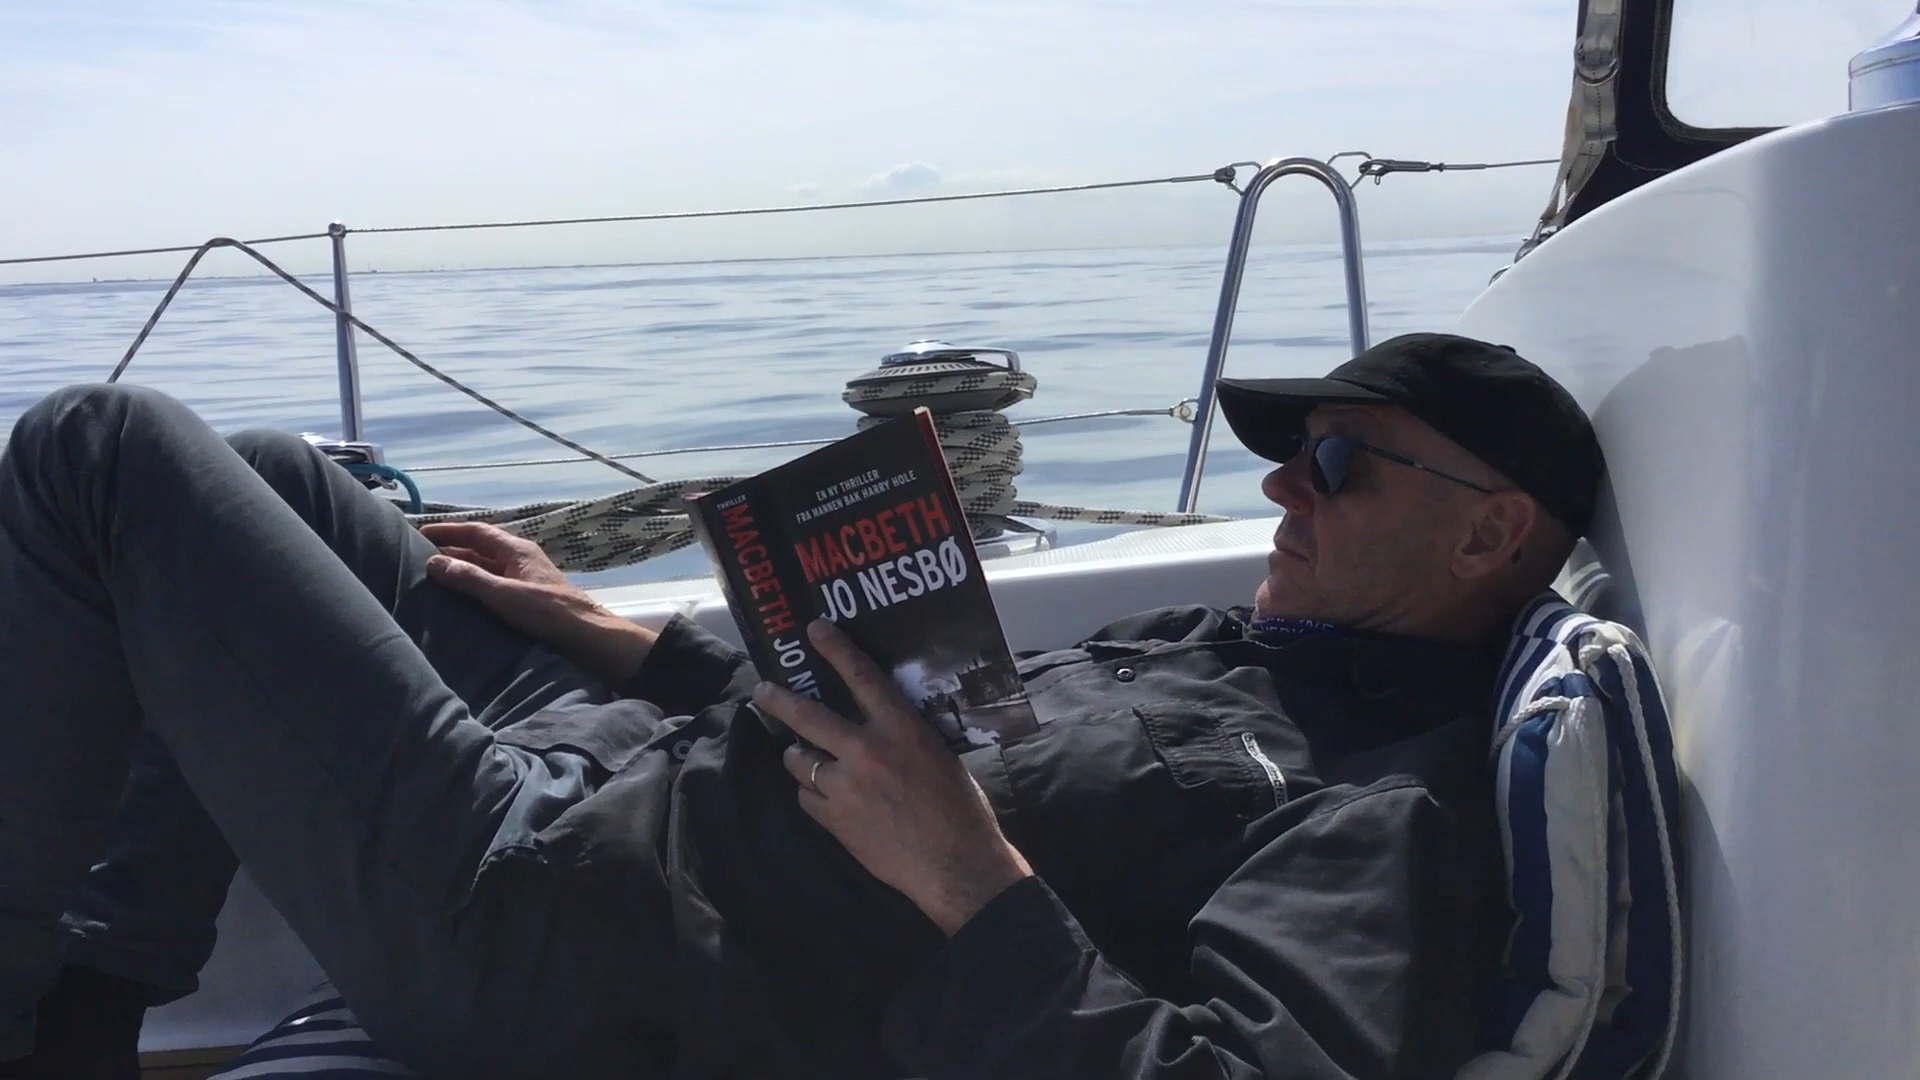 THRILLER
MACBETH JO NE
EN NY THRILLER
FRA MANNEN BAK HARRY HOLE
MACBETH
JO NESBØ